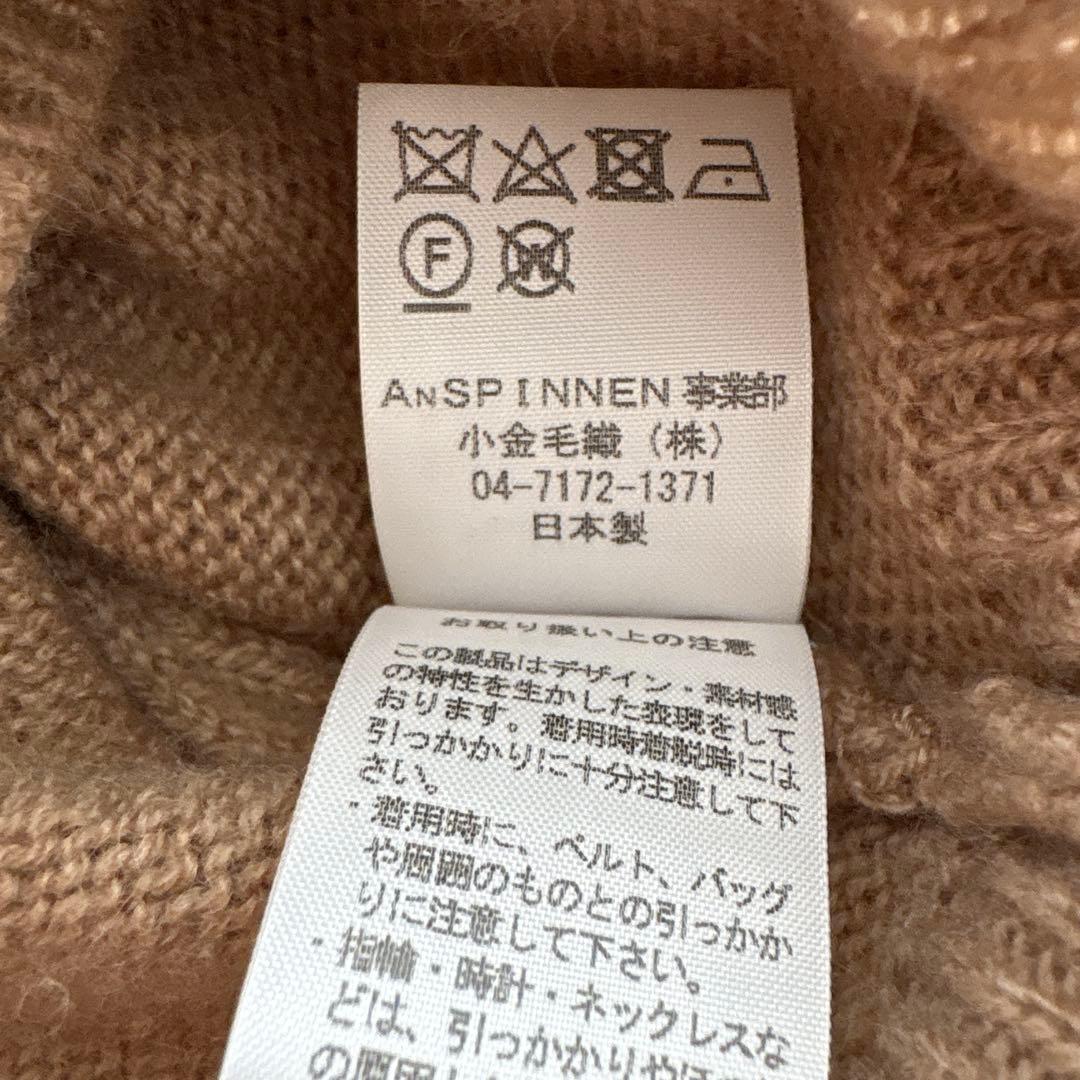 F
W
ANSPINNEN 事業部
小金毛織（株）
04-7172-1371
日本製
お取り扱い上の注意
この製品はデザイン・素材感
の特性を生かした表現をして
おります。着用時着脱時には
引っかかりに十分注意して下
さい。
・着用時に、ベルト、バッグ
や周囲のものとの引っかか
りに注意して下さい。
・指輪・時計・ネックレスな
どは、引っかかりや
の原因